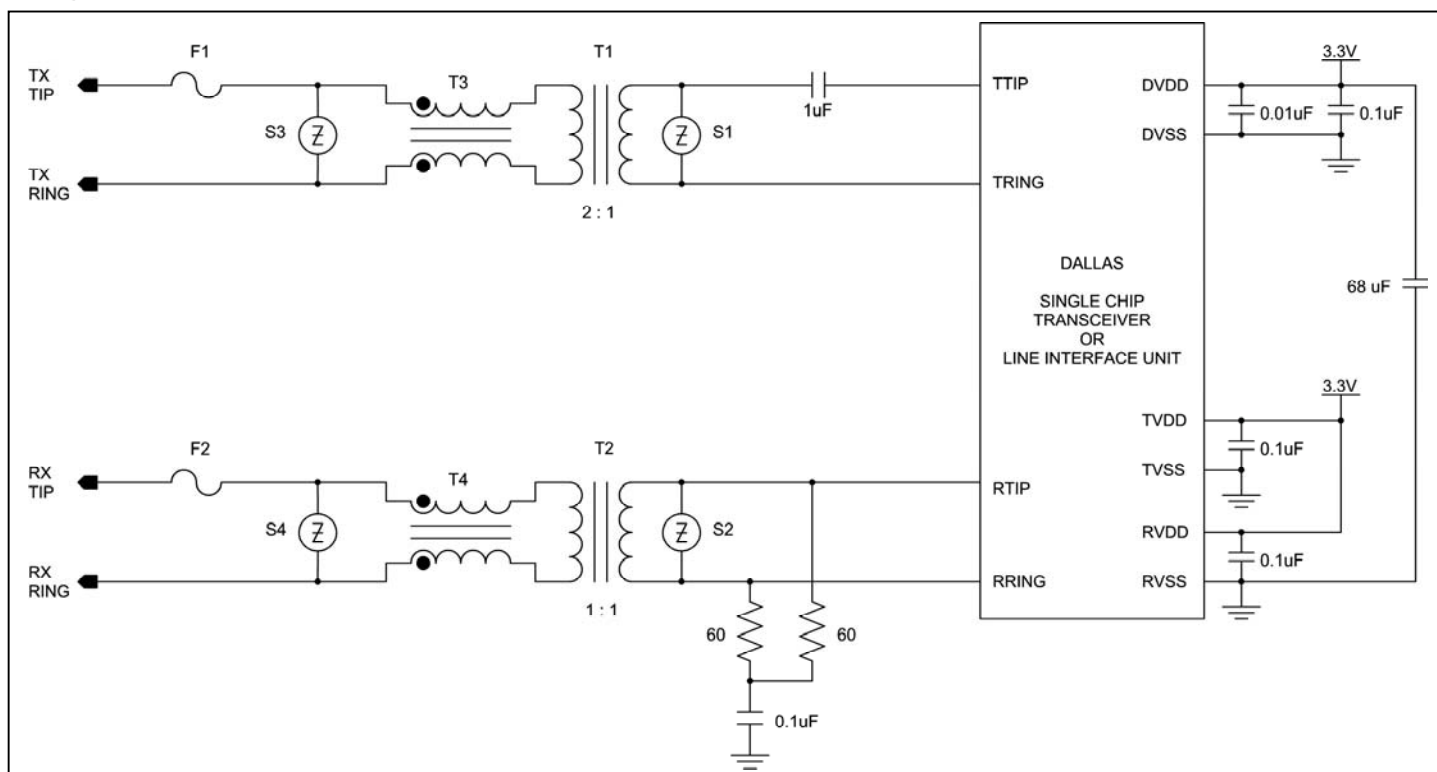 F1
T1
3.3V
TX
TIP
T3
1uF
TTIP
DVDD
0.01uF
0.1uF
S3
S1
DVSS
TX
RING
TRING
2 : 1
DALLAS
SINGLE CHIP
TRANSCEIVER
OR
LINE INTERFACE UNIT
68 uF
3.3V
F2
T2
TVDD
0.1uF
RX
TIP
T4
RTIP
TVSS
S4
S2
RVDD
0.1uF
RX
RING
RRING
RVSS
1 : 1
60
60
0.1uF